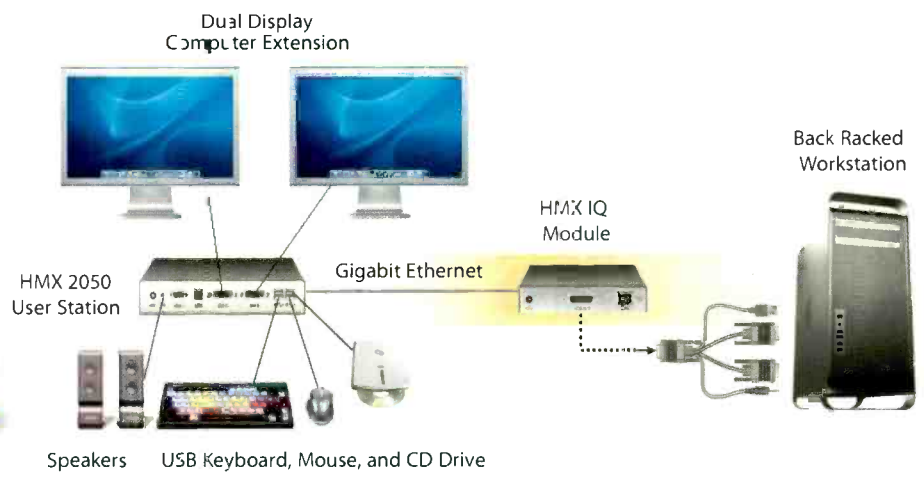 Dual Display
Computer Extension
Back Racked
Workstation
HMX IQ
Module
Gigabit Ethernet
HMX 2050
User Station
Speakers
USB Keyboard, Mouse, and CD Drive